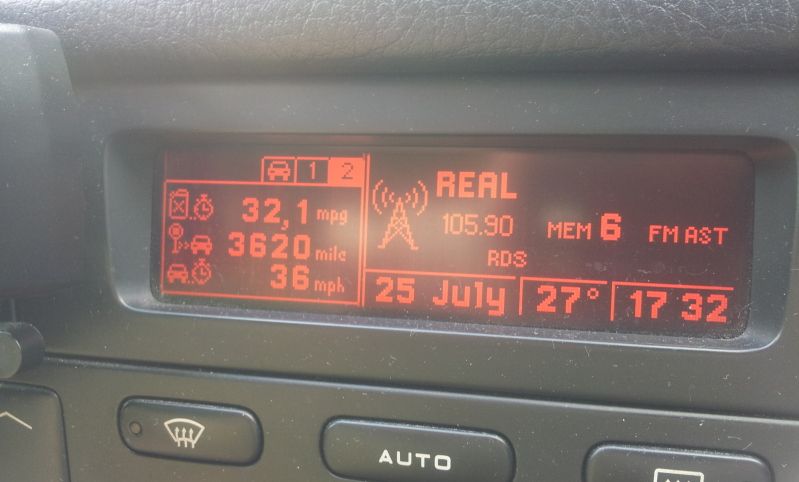 1 2
32,1 mpg
3620 mile
36 mph
REAL
105.90
MEM 6 FM AST
RDS
25 July 27° 17 32
AUTO